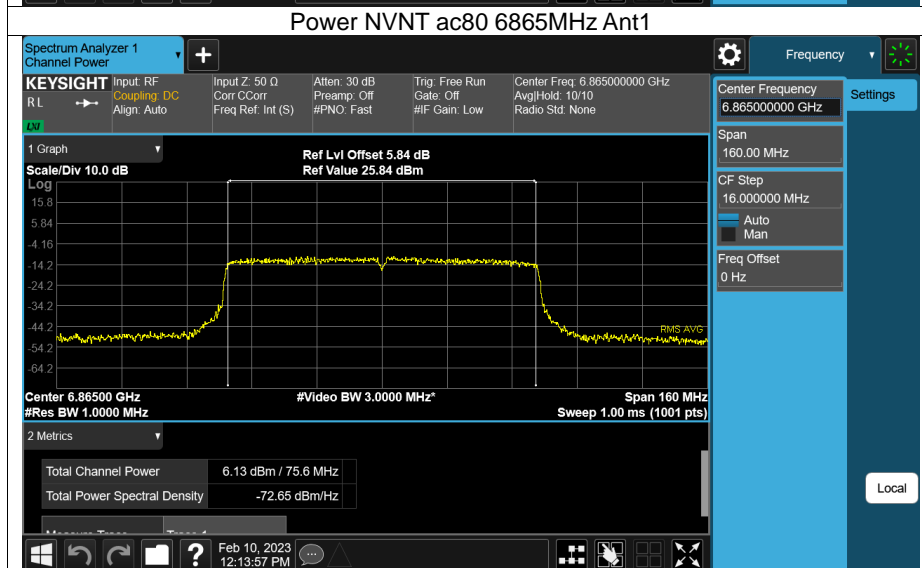 Power NVNT ac80 6865MHz Ant1
Spectrum Analyzer 1
Channel Power
+
Frequency
KEYSIGHT
RL
LXI
Input: RF
Coupling: DC
Align: Auto
Input Z: 50 Ω
Corr CCorr
Freq Ref: Int (S)
Atten: 30 dB
Preamp: Off
#PNO: Fast
Trig: Free Run
Gate: Off
#IF Gain: Low
Center Freq: 6.865000000 GHz
Avg|Hold: 10/10
Radio Std: None
Center Frequency
6.865000000 GHz
Settings
Span
160.00 MHz
CF Step
16.000000 MHz
Auto
Man
Freq Offset
0 Hz
1 Graph
Scale/Div 10.0 dB
Ref Lvl Offset 5.84 dB
Ref Value 25.84 dBm
Log
15.8
5.84
-4.16
-14.2
-24.2
-34.2
-44.2
-54.2
-64.2
RMS AVG
Center 6.86500 GHz
#Video BW 3.0000 MHz*
Span 160 MHz
#Res BW 1.0000 MHz
Sweep 1.00 ms (1001 pts)
2 Metrics
Total Channel Power 6.13 dBm / 75.6 MHz
Total Power Spectral Density -72.65 dBm/Hz
Local
?
Feb 10, 2023
12:13:57 PM